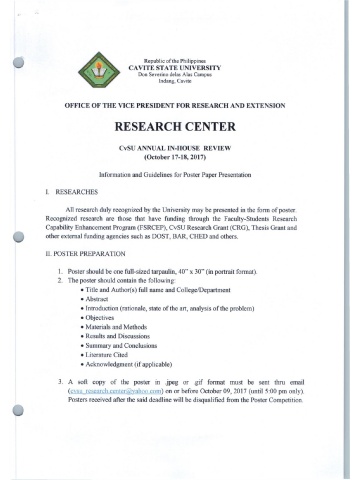 Republic of the Philippines
CAVITE STATE UNIVERSITY
Don Severino delas Alas Campus
Indang, Cavite
OFFICE OF THE VICE PRESIDENT FOR RESEARCH AND EXTENSION
RESEARCH CENTER
CvSU ANNUAL IN-HOUSE REVIEW
(October 17-18, 2017)
Information and Guidelines for Poster Paper Presentation
I. RESEARCHES
All research duly recognized by the University may be presented in the form of poster.
Recognized research are those that have funding through the Faculty-Students Research
Capability Enhancement Program (FSRCEP), CvSU Research Grant (CRG), Thesis Grant and
other external funding agencies such as DOST, BAR, CHED and others.
II. POSTER PREPARATION
1. Poster should be one full-sized tarpaulin, 40" x 30" (in portrait format).
2. The poster should contain the following:
• Title and Author(s) full name and College/Department
• Abstract
• Introduction (rationale, state of the art, analysis of the problem)
• Objectives
• Materials and Methods
• Results and Discussions
• Summary and Conclusions
• Literature Cited
• Acknowledgment (if applicable)
3. A soft copy of the poster in .jpeg or .gif format must be sent thru email
(cvsu_research.center@yahoo.com) on or before October 09, 2017 (until 5:00 pm only).
Posters received after the said deadline will be disqualified from the Poster Competition.